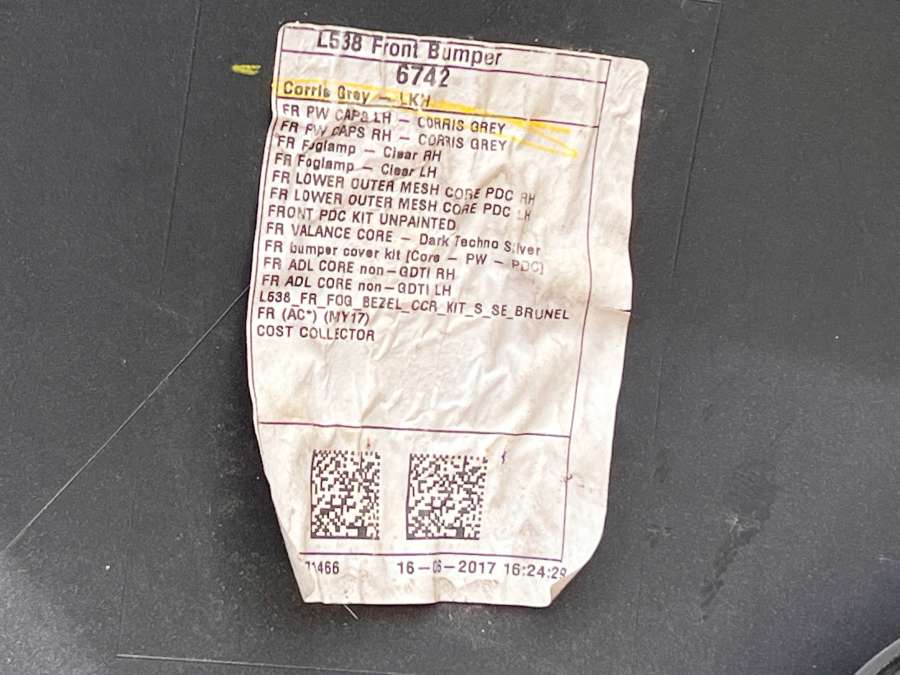 L538 Front Bumper
6742
Corris Grey - LKH
FR PW CAPS LH - CORRIS GREY
FR PW CAPS RH - CORRIS GREY
FR Foglamp - Clear RH
FR Foglamp - Clear LH
FR LOWER OUTER MESH CORE PDC RH
FR LOWER OUTER MESH CORE PDC LH
FRONT PDC KIT UNPAINTED
FR VALANCE CORE - Dark Techno Silver
FR bumper cover kit [Core - PW - PDC]
FR ADL CORE non-GDTI RH
FR ADL CORE non-GDTI LH
L538_FR_FOG_BEZEL_CCR_KIT_S_SE_BRUNEL
FR (AC*) (MY17)
COST COLLECTOR
71466 16-06-2017 16:24:29